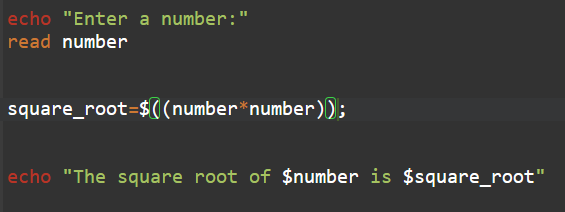 echo "Enter a number:"
read number
square_root=$((number*number));
echo "The square root of $number is $square_root"